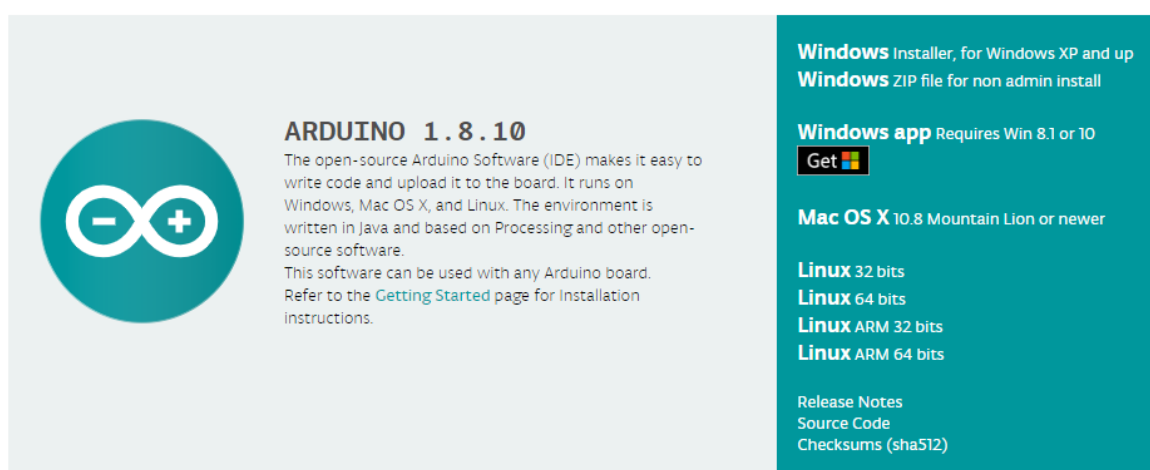 ARDUINO 1.8.10
The open-source Arduino Software (IDE) makes it easy to
write code and upload it to the board. It runs on
Windows, Mac OS X, and Linux. The environment is
written in Java and based on Processing and other open-
source software.
This software can be used with any Arduino board.
Refer to the Getting Started page for Installation
instructions.
Windows Installer, for Windows XP and up
Windows ZIP file for non admin install
Windows app Requires Win 8.1 or 10
Get
Mac OS X 10.8 Mountain Lion or newer
Linux 32 bits
Linux 64 bits
Linux ARM 32 bits
Linux ARM 64 bits
Release Notes
Source Code
Checksums (sha512)